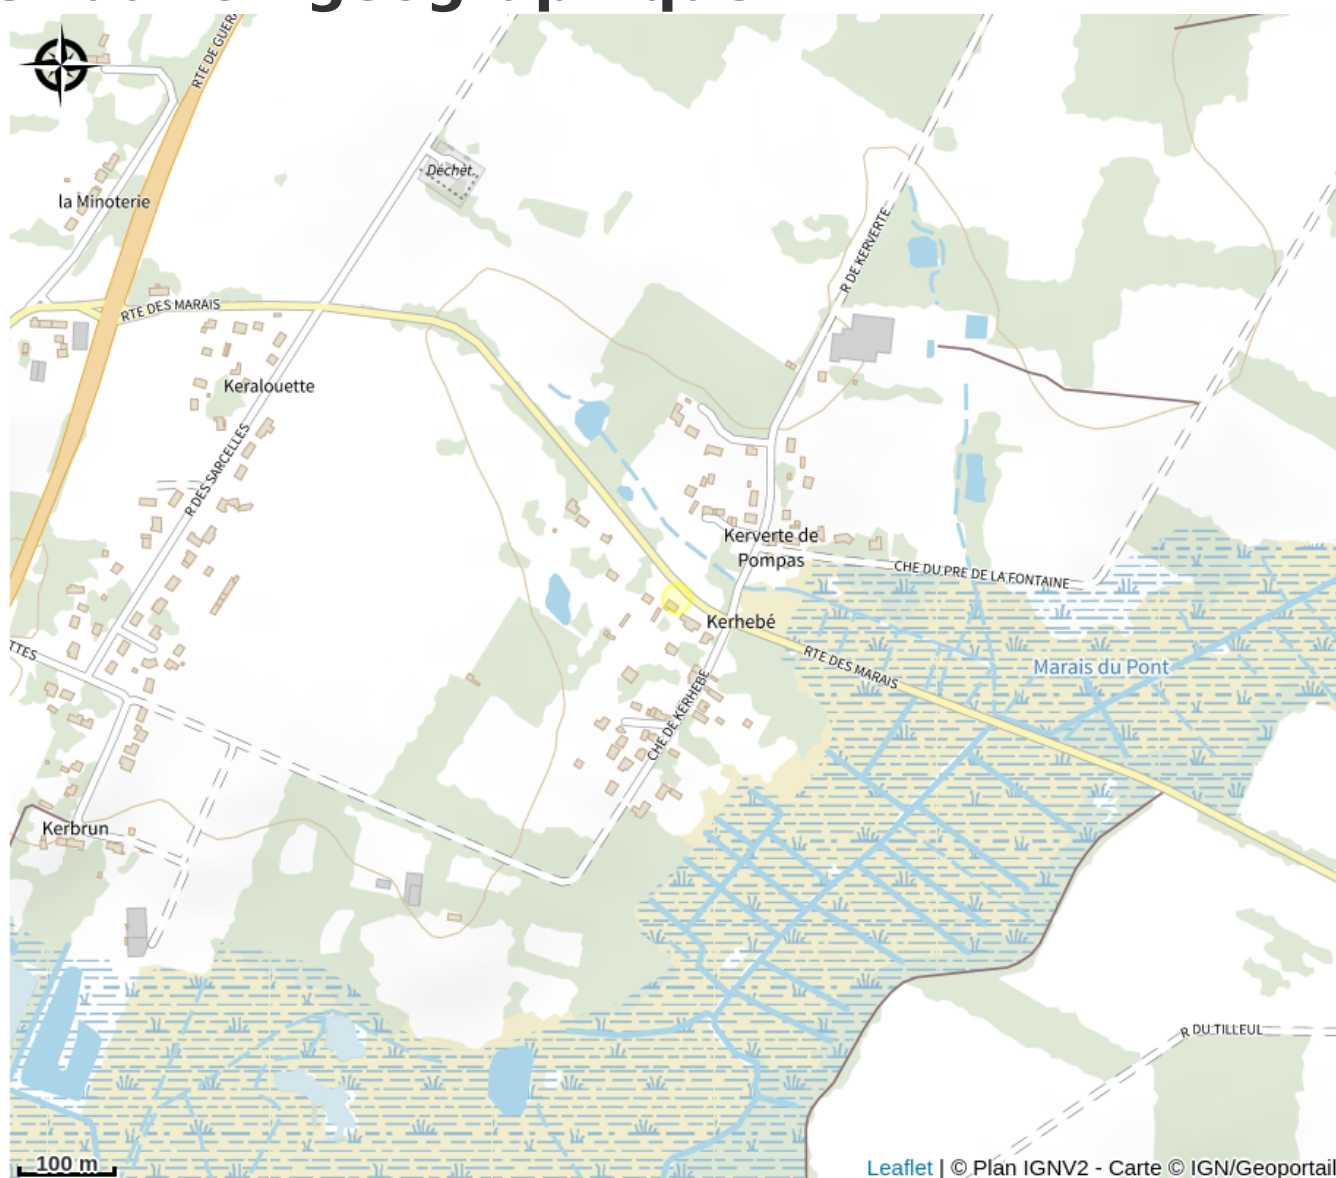 RTE DE GUER
Déchèt.
la Minoterie
R DE KERVERTE
RTE DES MARAIS
Keralouette
R DES SARCELLES
Kerverte de
Pompas
CHE DU PRE DE LA FONTAINE
Kerhebé
TTES
RTE DES MARAIS
Marais du Pont
CHE DE KERHEBE
Kerbrun
R DU TILLEUL
100 m
Leaflet | © Plan IGNV2 - Carte © IGN/Geoportail